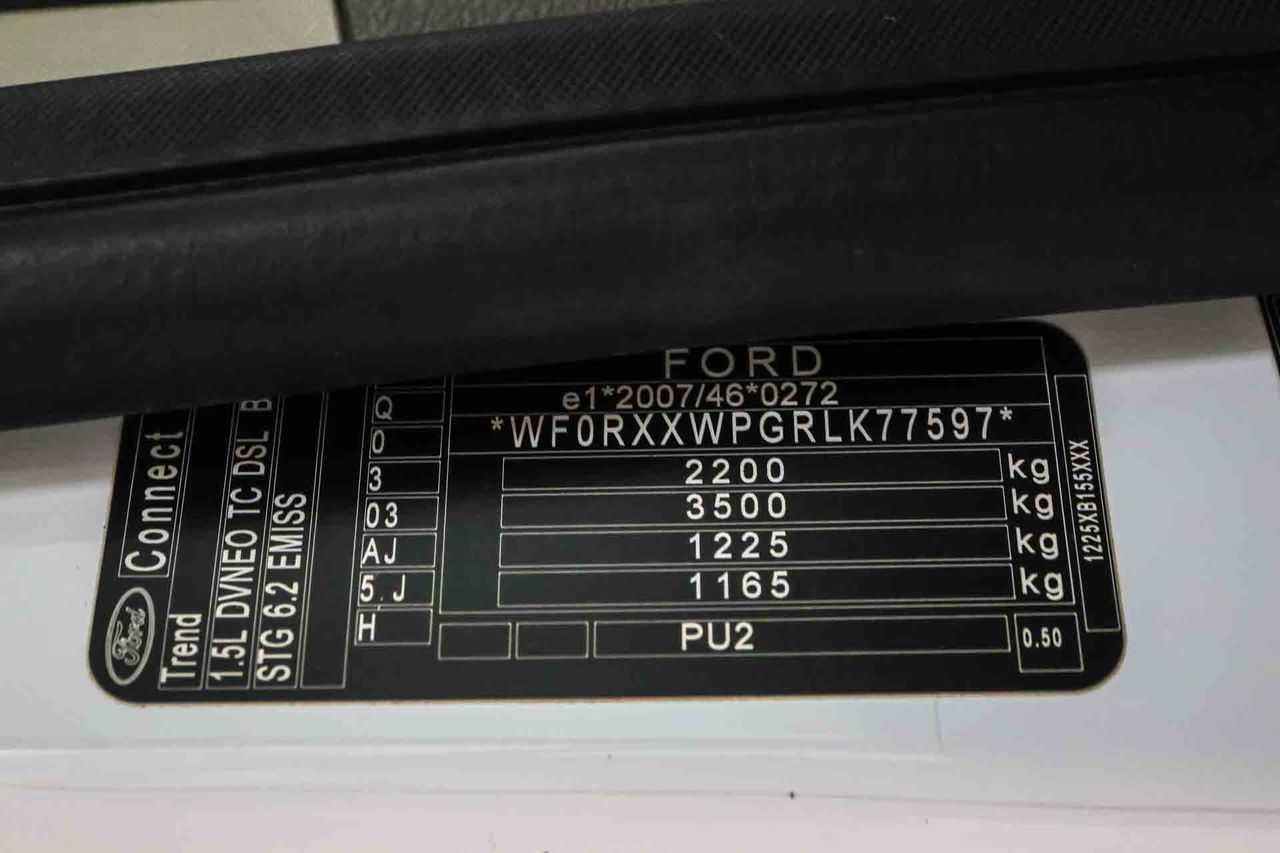 FORD
e1*2007/46*0272
*WF0RXXWPGRLK77597*
2200 kg
3500 kg
1225 kg
1165 kg
PU2
0.50
1225XB155XXX
Q
0
3
03
AJ
5.J
H
Ford
Connect
Trend
1.5L DVNEO TC DSL B
STG 6.2 EMISS